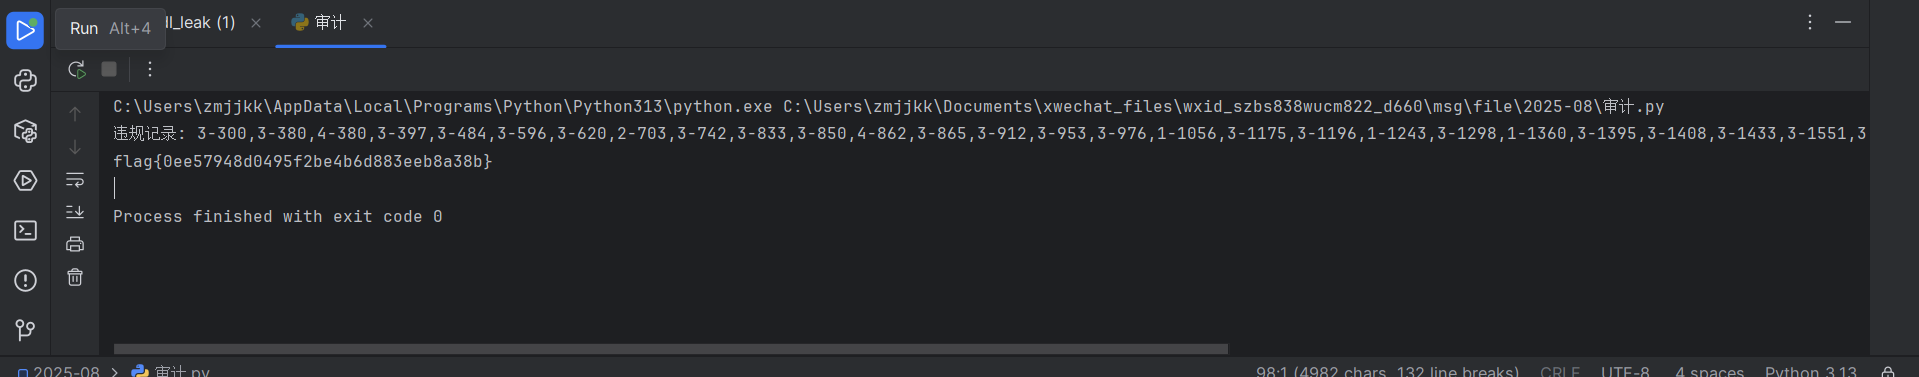 Run Alt+4
l_leak (1)
审计
C:\Users\zmjjkk\AppData\Local\Programs\Python\Python313\python.exe C:\Users\zmjjkk\Documents\xwechat_files\wxid_szbs838wucm822_d660\msg\file\2025-08\审计.py
违规记录: 3-300,3-380,4-380,3-397,3-484,3-596,3-620,2-703,3-742,3-833,3-850,4-862,3-865,3-912,3-953,3-976,1-1056,3-1175,3-1196,1-1243,3-1298,1-1360,3-1395,3-1408,3-1433,3-1551,3
flag{0ee57948d0495f2be4b6d883eeb8a38b}
Process finished with exit code 0
2025-08 > 审计.py
98:1 (4982 chars, 132 line breaks) CRLF UTF-8 4 spaces Python 3.13